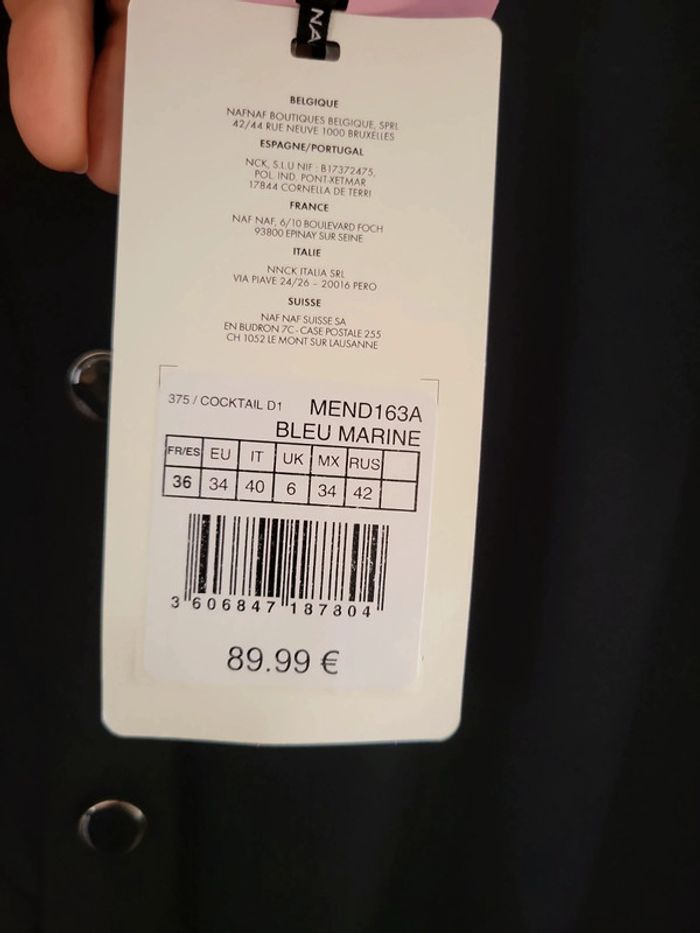 NA
BELGIQUE
NAFNAF BOUTIQUES BELGIQUE, SPRL
42/44 RUE NEUVE 1000 BRUXELLES
ESPAGNE/PORTUGAL
NCK, S.L.U NIF : B17372475,
POL. IND. PONT-XETMAR
17844 CORNELLA DE TERRI
FRANCE
NAF NAF, 6/10 BOULEVARD FOCH
93800 EPINAY SUR SEINE
ITALIE
NNCK ITALIA SRL
VIA PIAVE 24/26 - 20016 PERO
SUISSE
NAF NAF SUISSE SA
EN BUDRON 7C - CASE POSTALE 255
CH 1052 LE MONT SUR LAUSANNE
375 / COCKTAIL D1 MEND163A
BLEU MARINE
FR/ES EU IT UK MX RUS
36 34 40 6 34 42
3 606847 187804
89.99 €